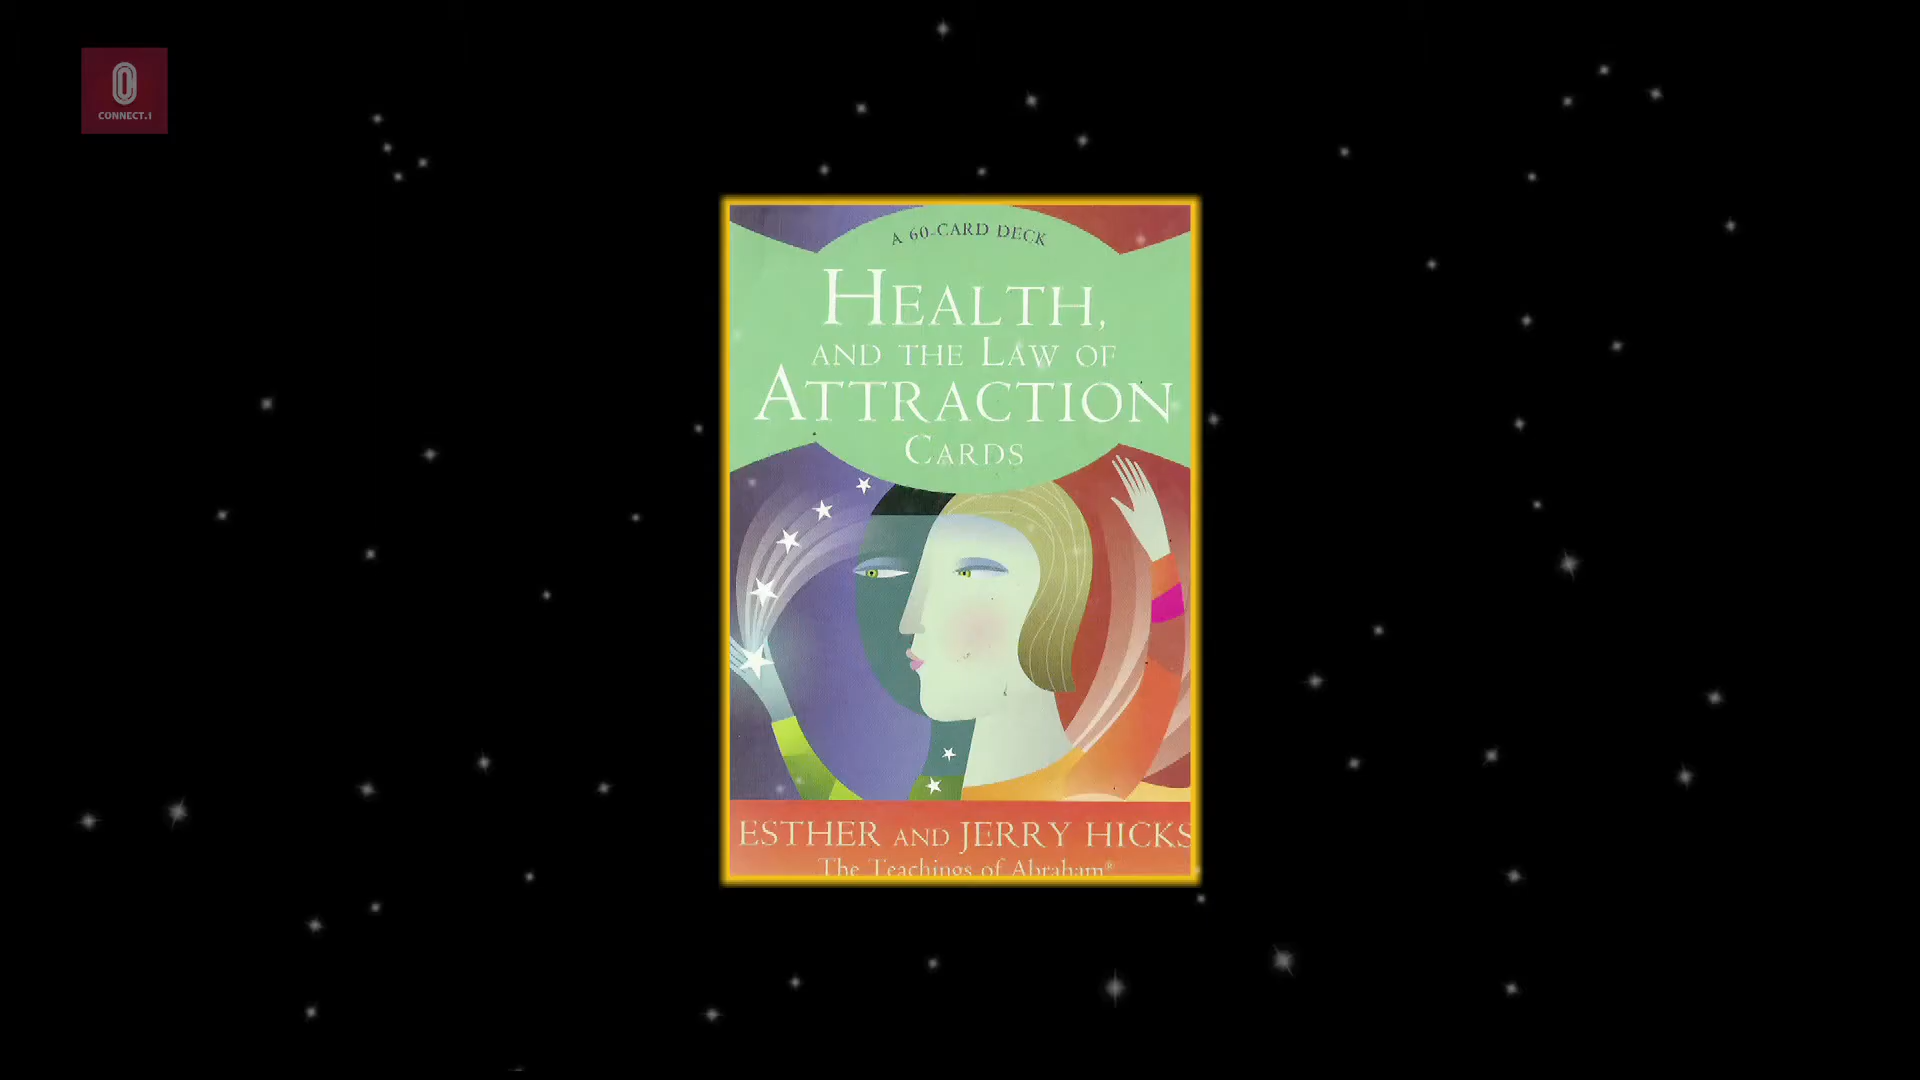 CONNECT.I
A 60-CARD DECK
HEALTH,
AND THE LAW OF
ATTRACTION
CARDS
ESTHER AND JERRY HICKS
The Teachings of Abraham®